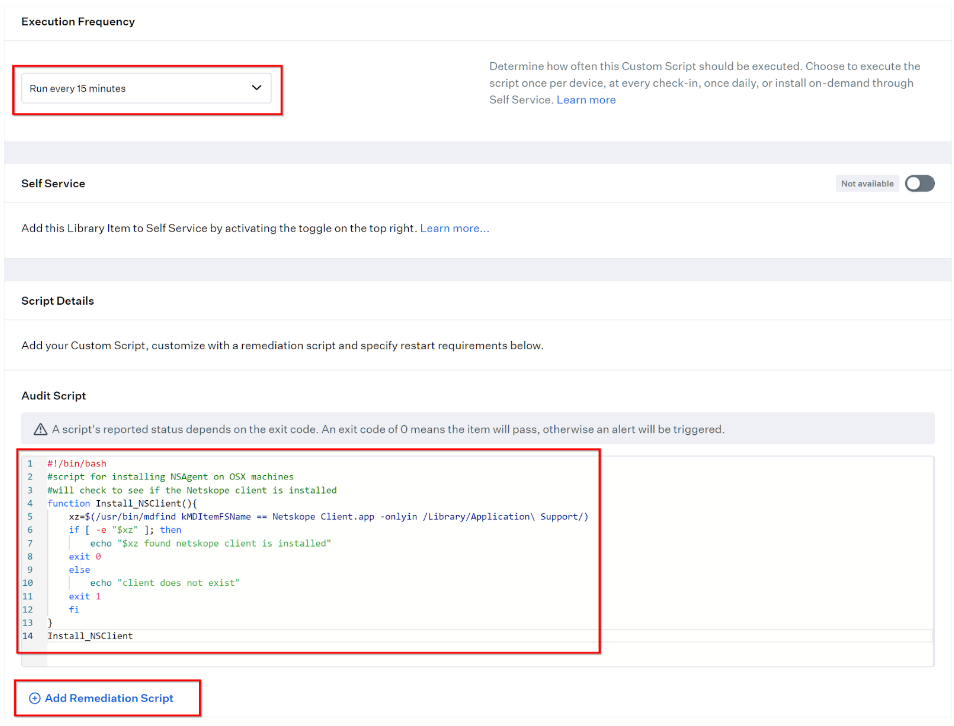 Execution Frequency
Run every 15 minutes
Determine how often this Custom Script should be executed. Choose to execute the
script once per device, at every check-in, once daily, or install on-demand through
Self Service. Learn more
Self Service
Not available
Add this Library Item to Self Service by activating the toggle on the top right. Learn more...
Script Details
Add your Custom Script, customize with a remediation script and specify restart requirements below.
Audit Script
A script's reported status depends on the exit code. An exit code of 0 means the item will pass, otherwise an alert will be triggered.
1 #!/bin/bash
2 #script for installing NSAgent on OSX machines
3 #will check to see if the Netskope client is installed
4 function Install_NSClient(){
5 xz=$(/usr/bin/mdfind kMDItemFSName == Netskope Client.app -onlyin /Library/Application\ Support/)
6 if [ -e "$xz" ]; then
7 echo "$xz found netskope client is installed"
8 exit 0
9 else
10 echo "client does not exist"
11 exit 1
12 fi
13 }
14 Install_NSClient
Add Remediation Script